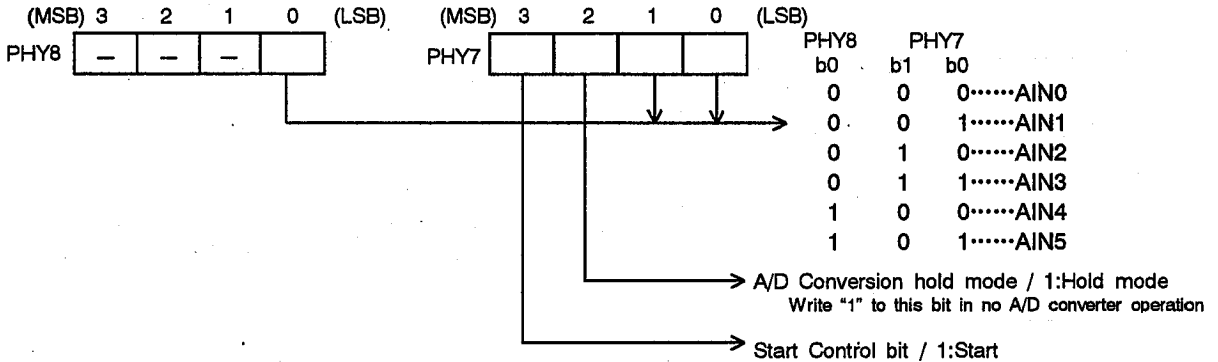 (MSB) 3 2 1 0 (LSB) (MSB) 3 2 1 0 (LSB)
PHY8 – – – PHY7
PHY8 PHY7
b0 b1 b0
0 0 0······AIN0
0 0 1······AIN1
0 1 0······AIN2
0 1 1······AIN3
1 0 0······AIN4
1 0 1······AIN5
A/D Conversion hold mode / 1:Hold mode
Write "1" to this bit in no A/D converter operation
Start Control bit / 1:Start